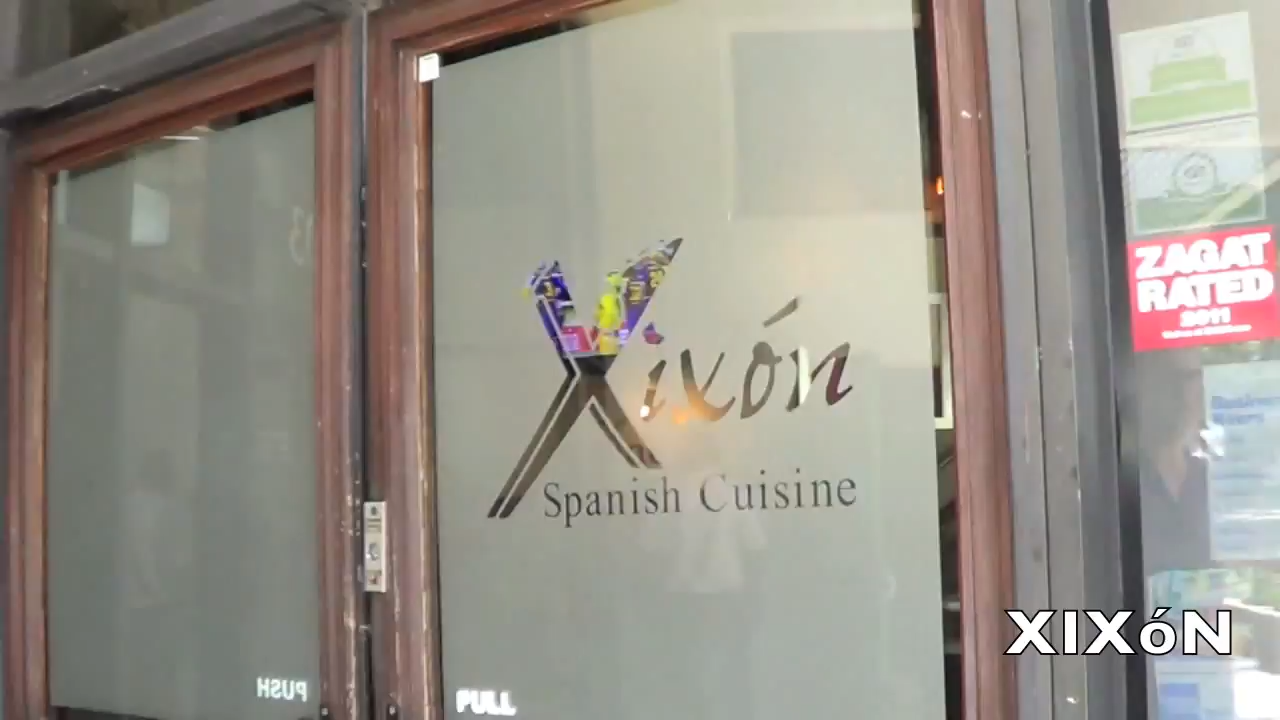 Xixón
Spanish Cuisine
ZAGAT
RATED
2011
PUSH
PULL
XIXóN